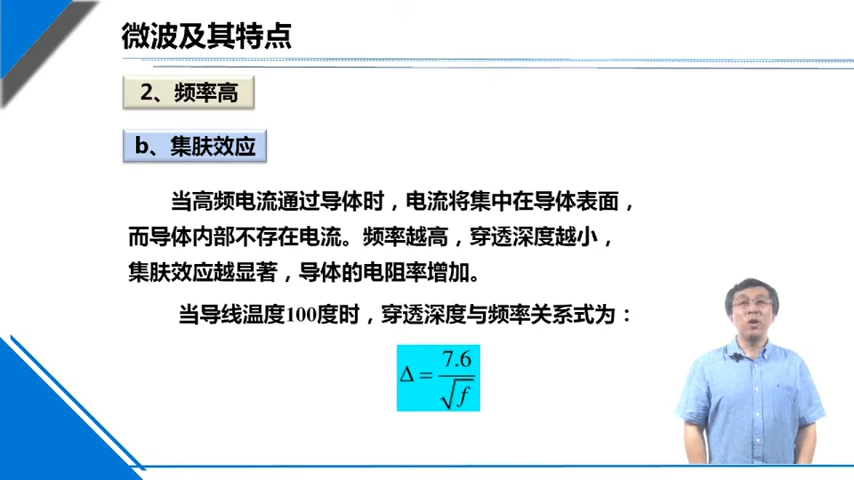 微波及其特点
2、频率高
b、集肤效应
当高频电流通过导体时，电流将集中在导体表面，
而导体内部不存在电流。频率越高，穿透深度越小，
集肤效应越显著，导体的电阻率增加。
当导线温度100度时，穿透深度与频率关系式为：
Δ = 7.6 / √f